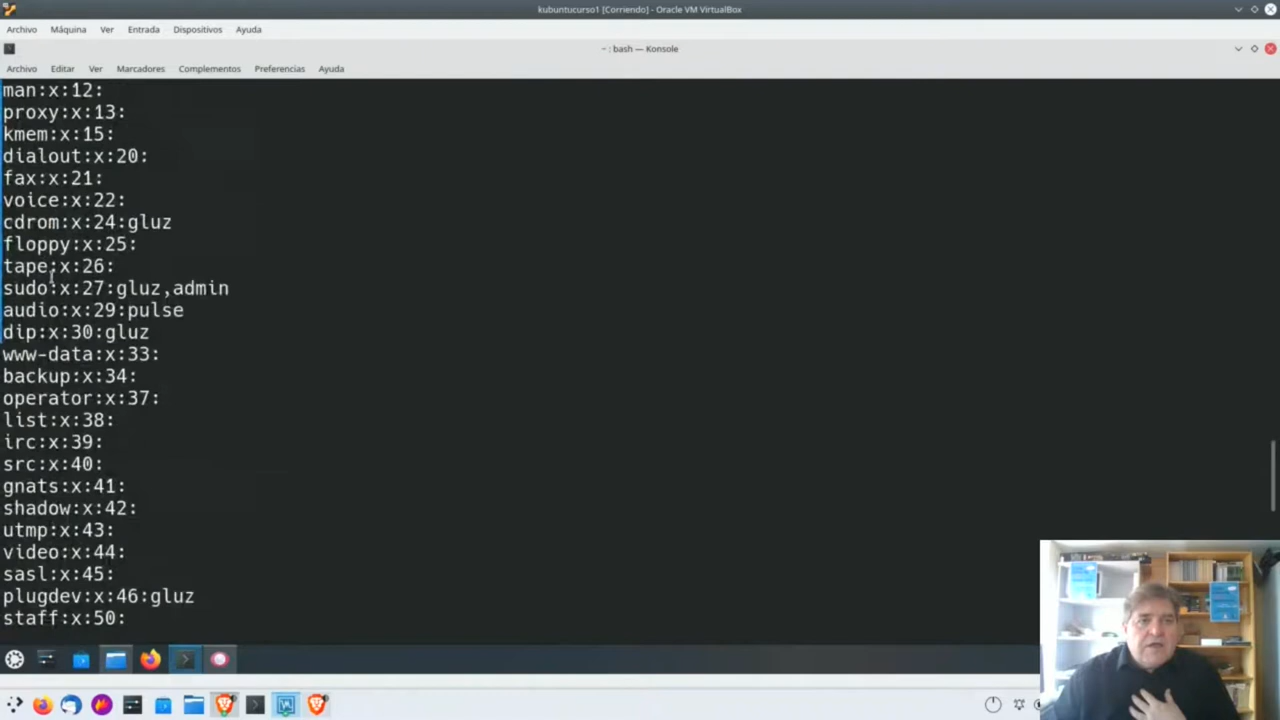 kubuntucurso1 [Corriendo] - Oracle VM VirtualBox
Archivo Máquina Ver Entrada Dispositivos Ayuda
~ : bash — Konsole
Archivo Editar Ver Marcadores Complementos Preferencias Ayuda
man:x:12:
proxy:x:13:
kmem:x:15:
dialout:x:20:
fax:x:21:
voice:x:22:
cdrom:x:24:gluz
floppy:x:25:
tape:x:26:
sudo:x:27:gluz,admin
audio:x:29:pulse
dip:x:30:gluz
www-data:x:33:
backup:x:34:
operator:x:37:
list:x:38:
irc:x:39:
src:x:40:
gnats:x:41:
shadow:x:42:
utmp:x:43:
video:x:44:
sasl:x:45:
plugdev:x:46:gluz
staff:x:50: